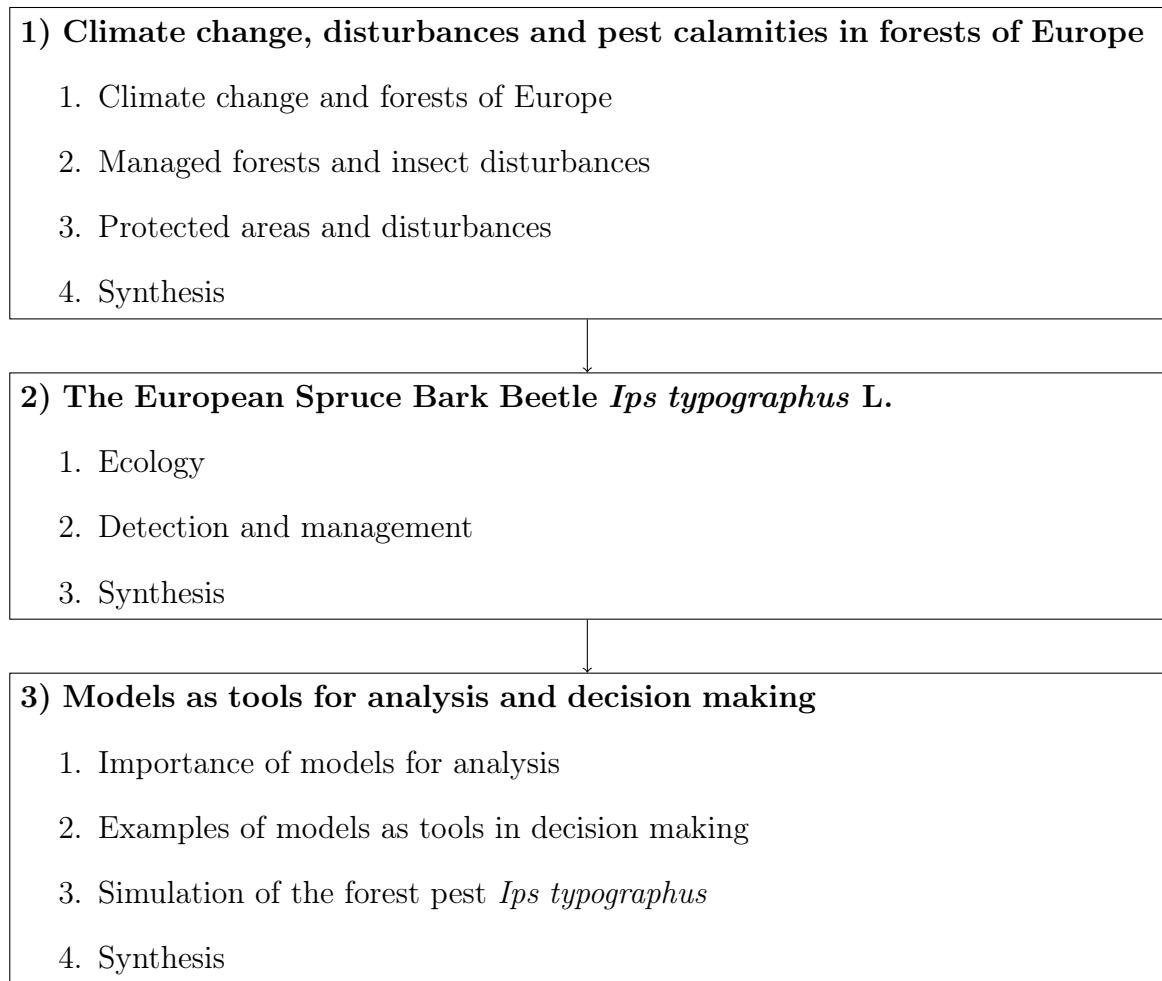 1) Climate change, disturbances and pest calamities in forests of Europe
1. Climate change and forests of Europe
2. Managed forests and insect disturbances
3. Protected areas and disturbances
4. Synthesis
2) The European Spruce Bark Beetle Ips typographus L.
1. Ecology
2. Detection and management
3. Synthesis
3) Models as tools for analysis and decision making
1. Importance of models for analysis
2. Examples of models as tools in decision making
3. Simulation of the forest pest Ips typographus
4. Synthesis